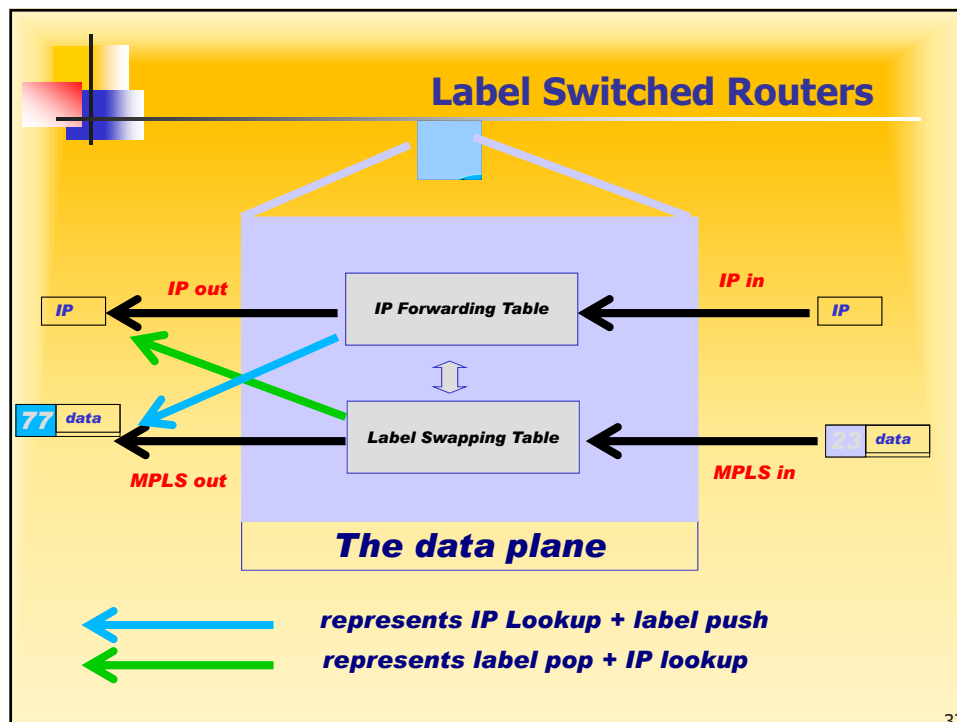 Label Switched Routers
IP out
IP in
IP
IP Forwarding Table
IP
77 data
Label Swapping Table
23 data
MPLS out
MPLS in
The data plane
represents IP Lookup + label push
represents label pop + IP lookup